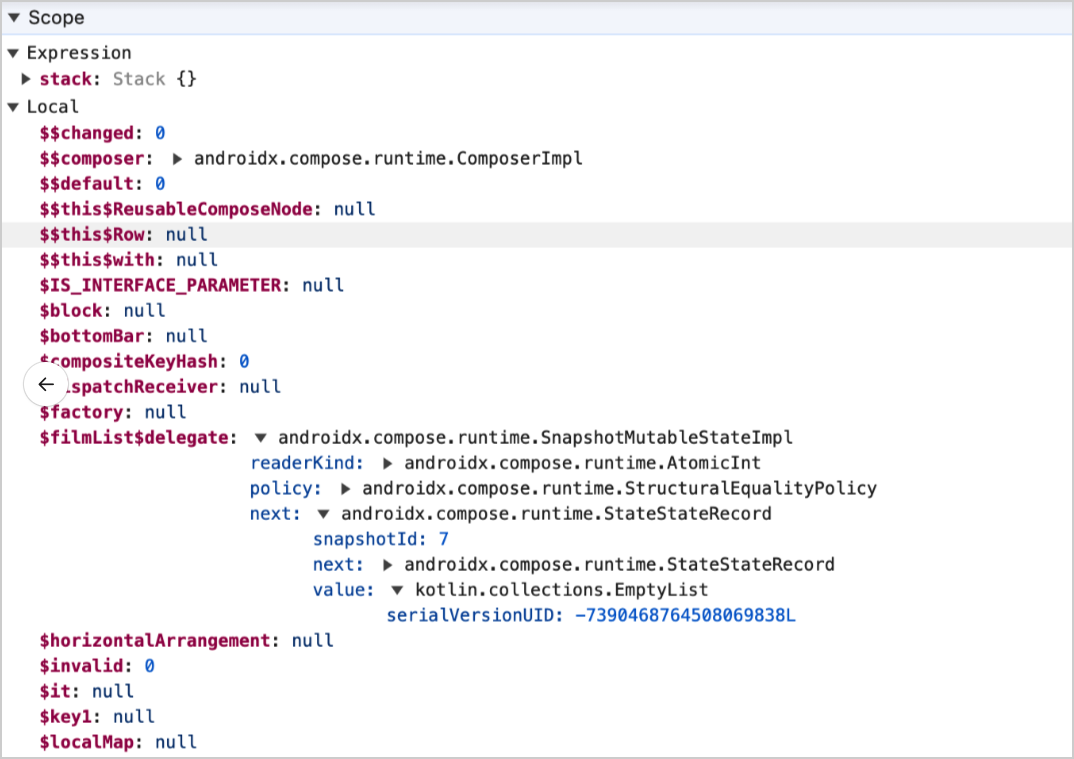 Scope
Expression
stack: Stack {}
Local
$$changed: 0
$$composer: androidx.compose.runtime.ComposerImpl
$$default: 0
$$this$ReusableComposeNode: null
$$this$Row: null
$$this$with: null
$IS_INTERFACE_PARAMETER: null
$block: null
$bottomBar: null
$compositeKeyHash: 0
ispatchReceiver: null
$factory: null
$filmList$delegate: androidx.compose.runtime.SnapshotMutableStateImpl
readerKind: androidx.compose.runtime.AtomicInt
policy: androidx.compose.runtime.StructuralEqualityPolicy
next: androidx.compose.runtime.StateStateRecord
snapshotId: 7
next: androidx.compose.runtime.StateStateRecord
value: kotlin.collections.EmptyList
serialVersionUID: -7390468764508069838L
$horizontalArrangement: null
$invalid: 0
$it: null
$key1: null
$localMap: null